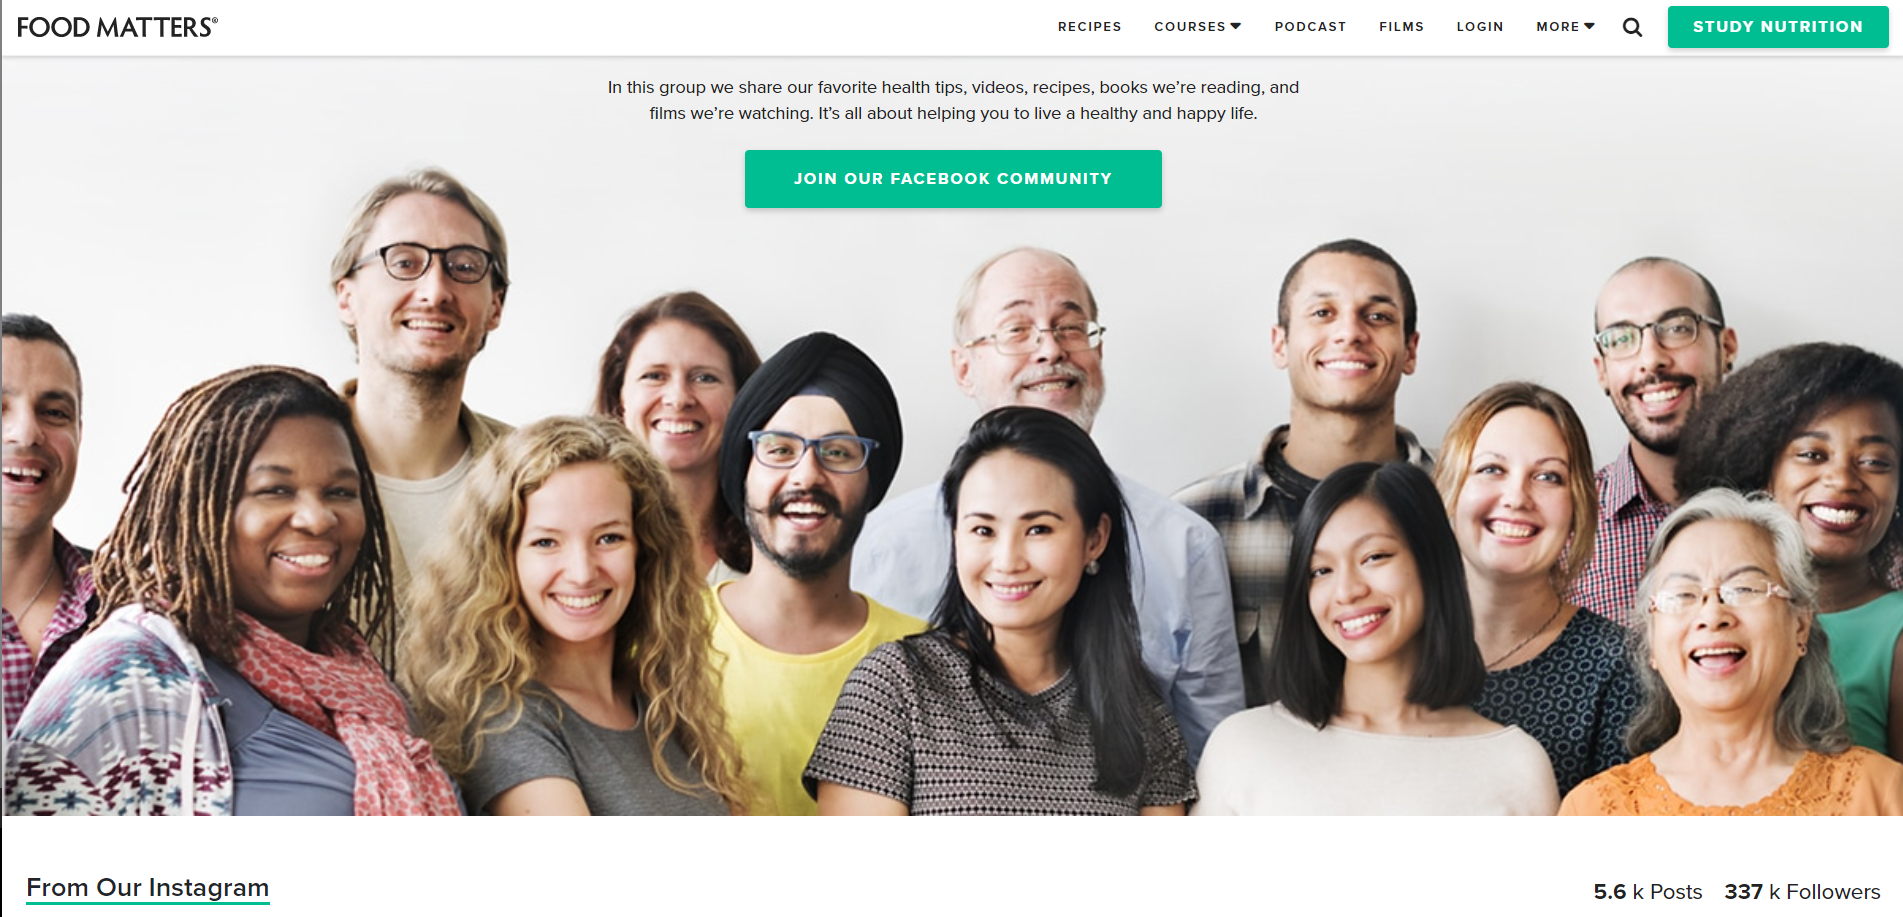 FOOD MATTERS®
RECIPES COURSES PODCAST FILMS LOGIN MORE STUDY NUTRITION
In this group we share our favorite health tips, videos, recipes, books we’re reading, and
films we’re watching. It’s all about helping you to live a healthy and happy life.
JOIN OUR FACEBOOK COMMUNITY
From Our Instagram
5.6 k Posts 337 k Followers